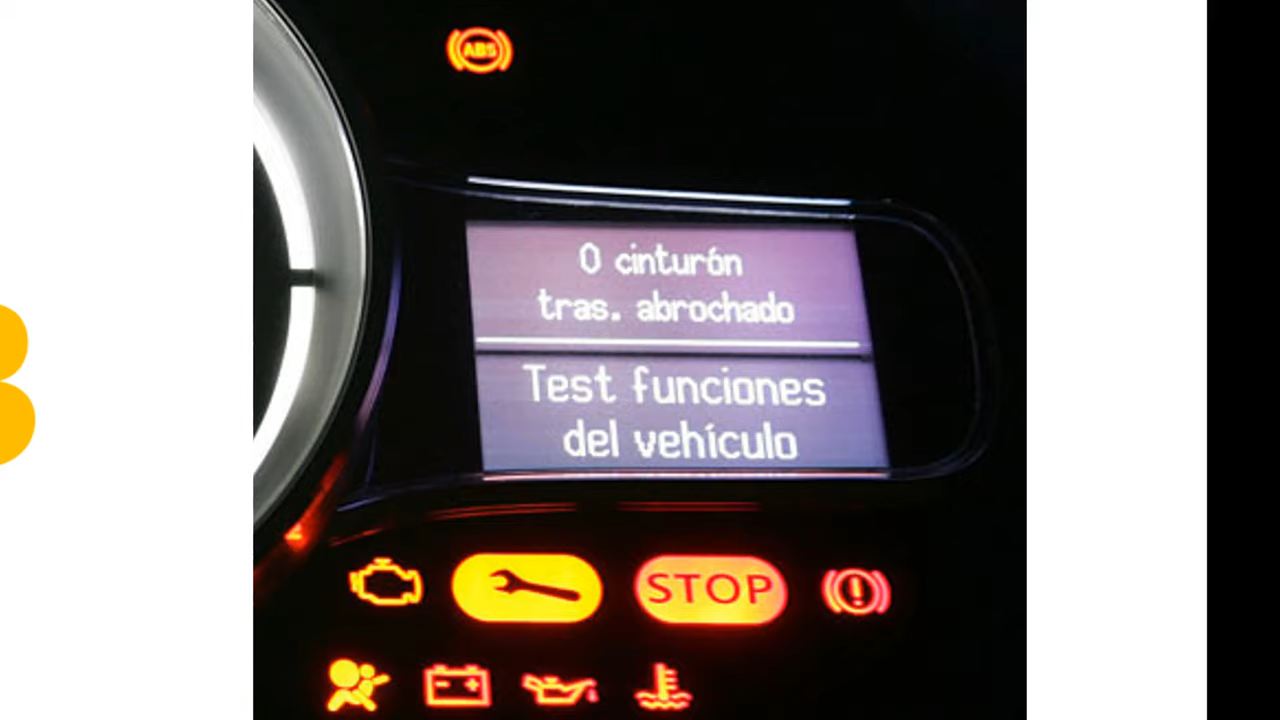 ABS
0 cinturón
tras. abrochado
Test funciones
del vehículo
STOP